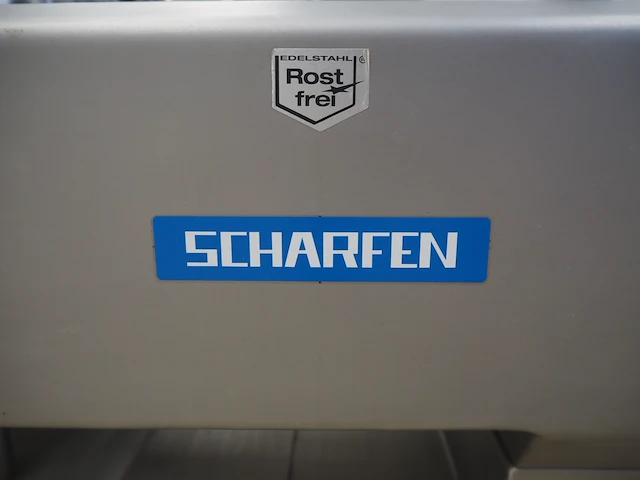 EDELSTAHL
Rost
frei
SCHARFEN